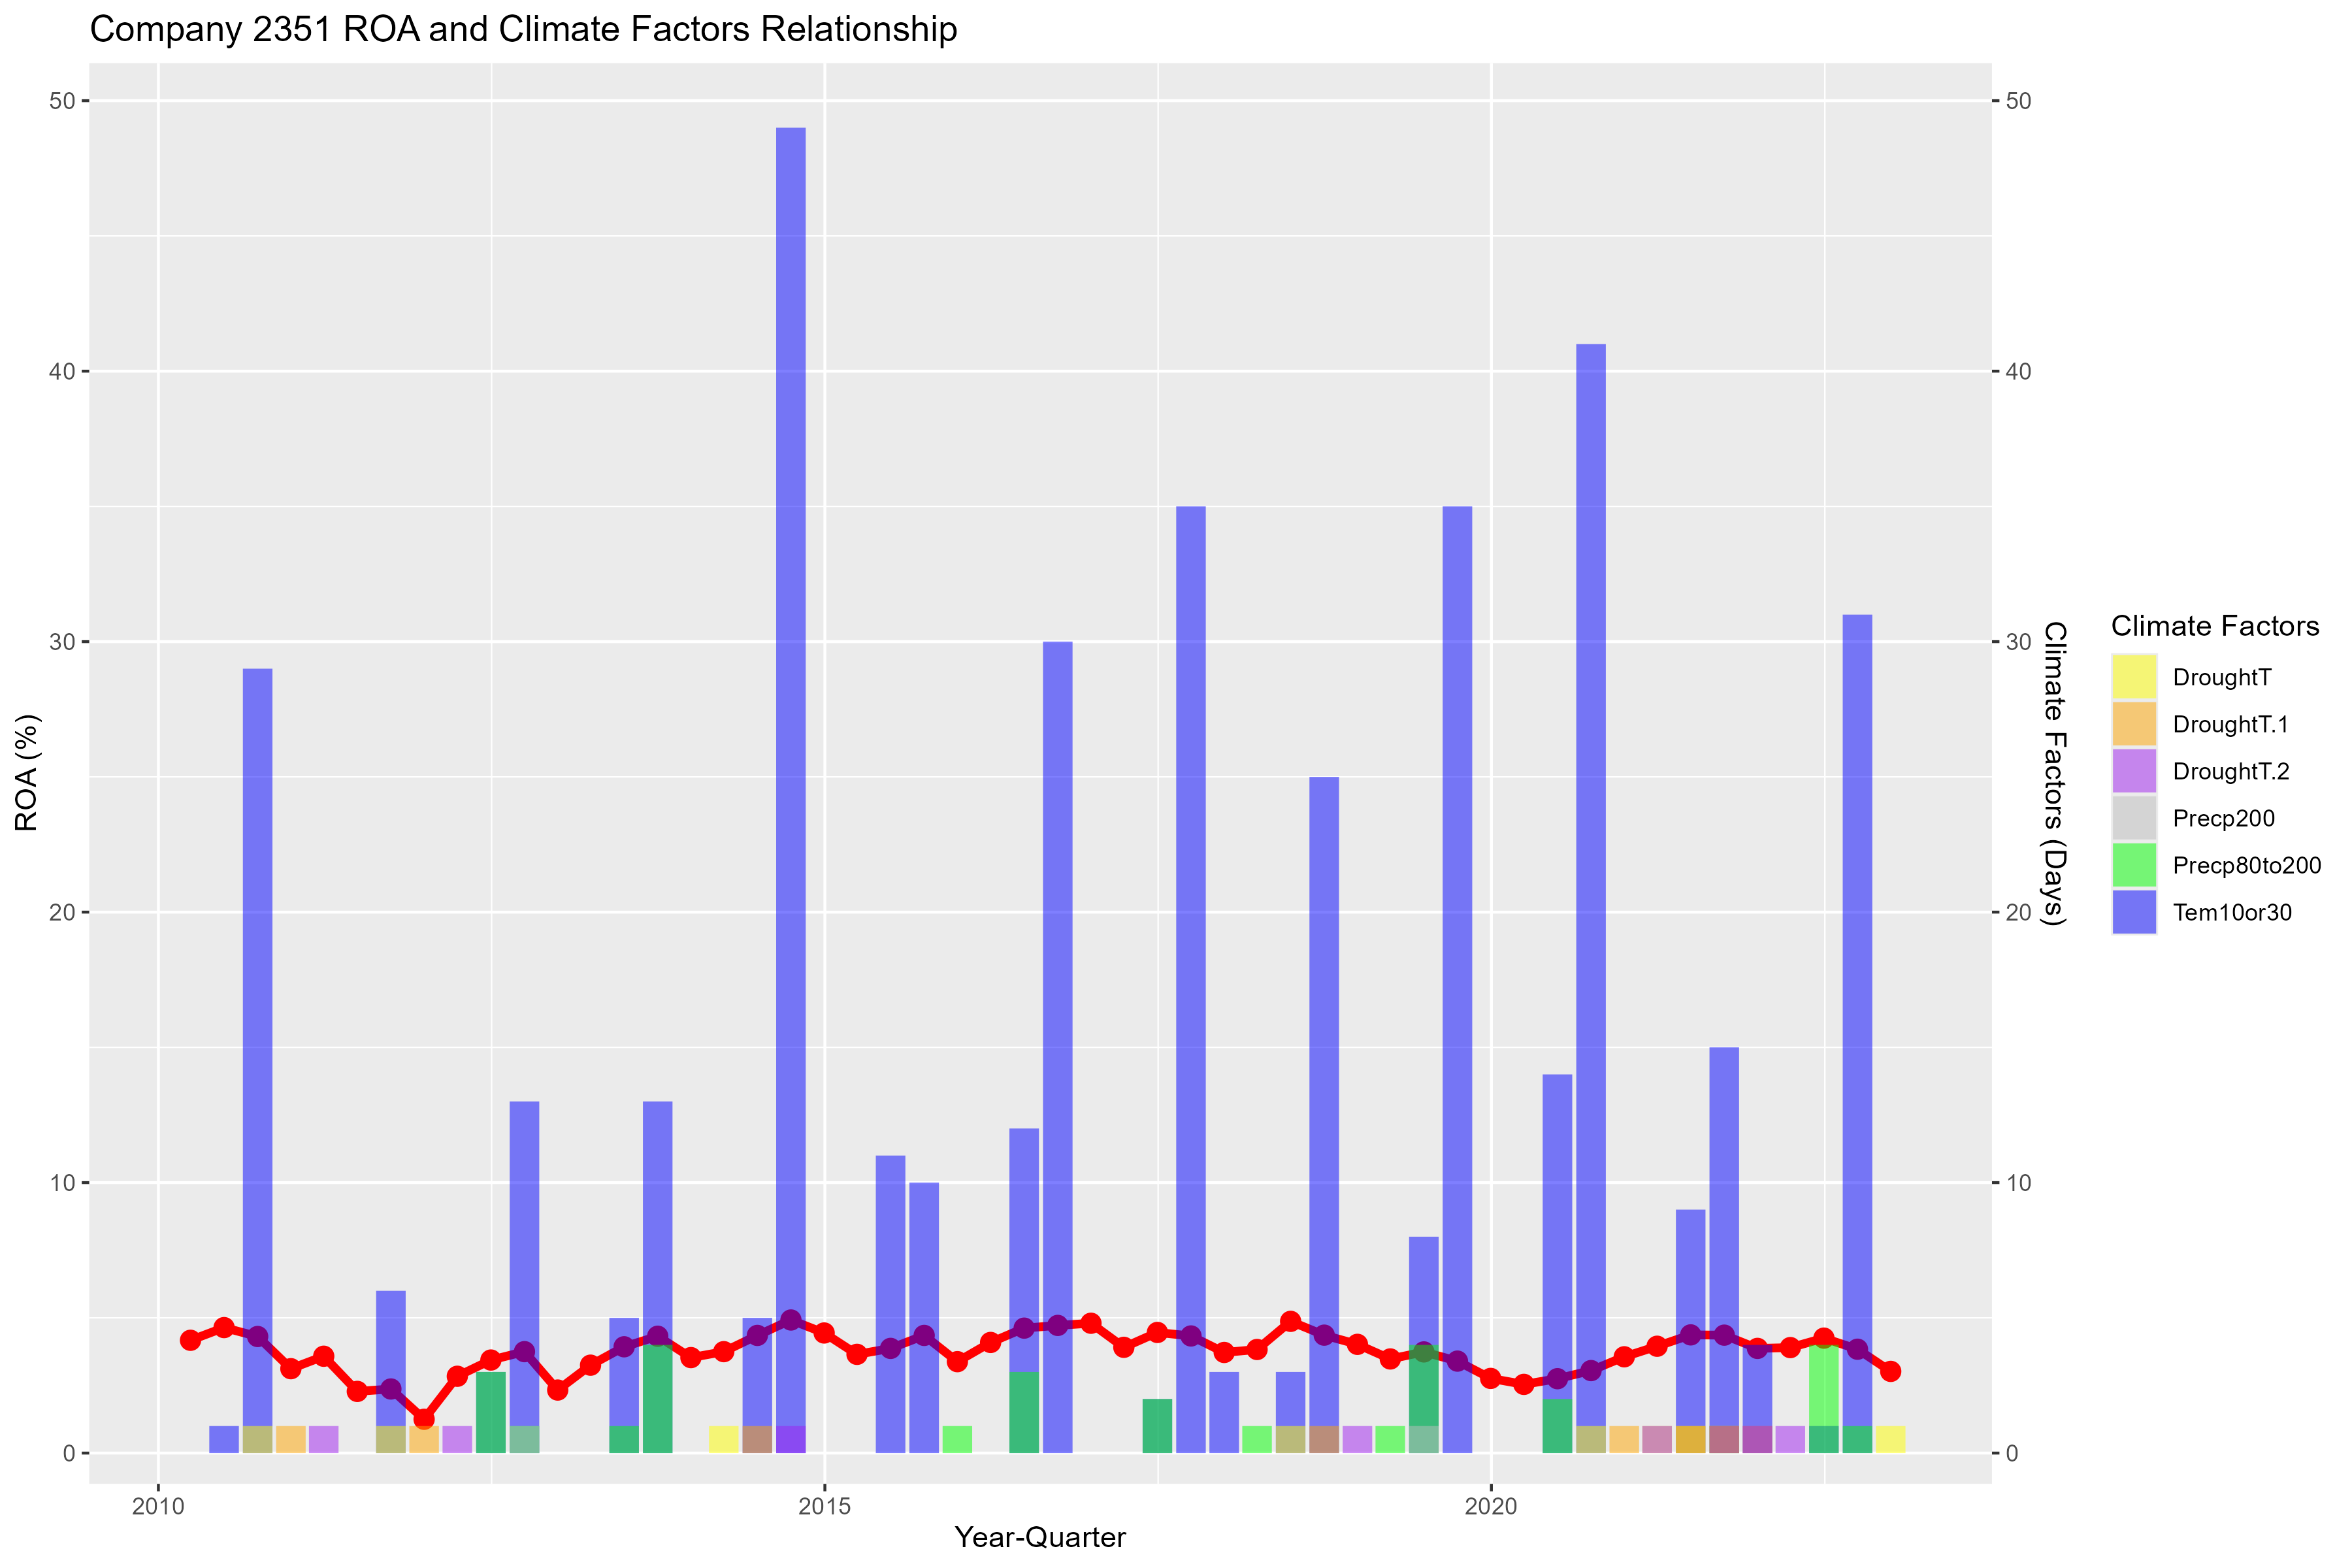 Company 2351 ROA and Climate Factors Relationship
50
40
30
20
10
0
ROA (%)
50
40
30
20
10
0
Climate Factors (Days)
2010
2015
2020
Year-Quarter
Climate Factors
DroughtT
DroughtT.1
DroughtT.2
Precp200
Precp80to200
Tem10or30